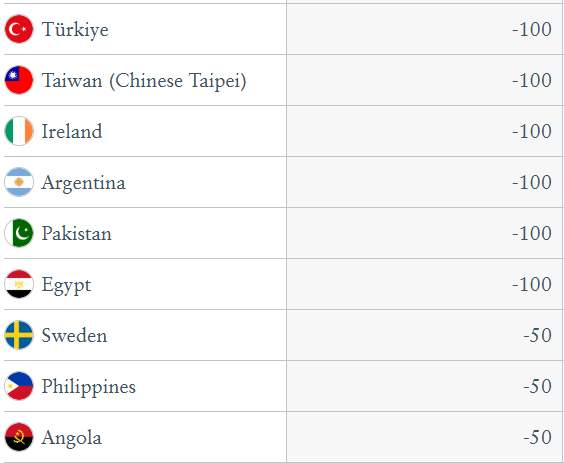 Türkiye -100
Taiwan (Chinese Taipei) -100
Ireland -100
Argentina -100
Pakistan -100
Egypt -100
Sweden -50
Philippines -50
Angola -50